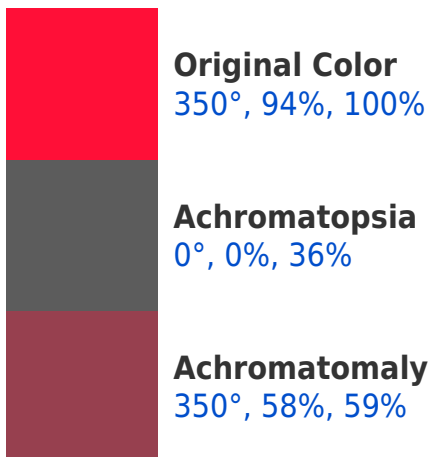 Original Color
350°, 94%, 100%
Achromatopsia
0°, 0%, 36%
Achromatomaly
350°, 58%, 59%